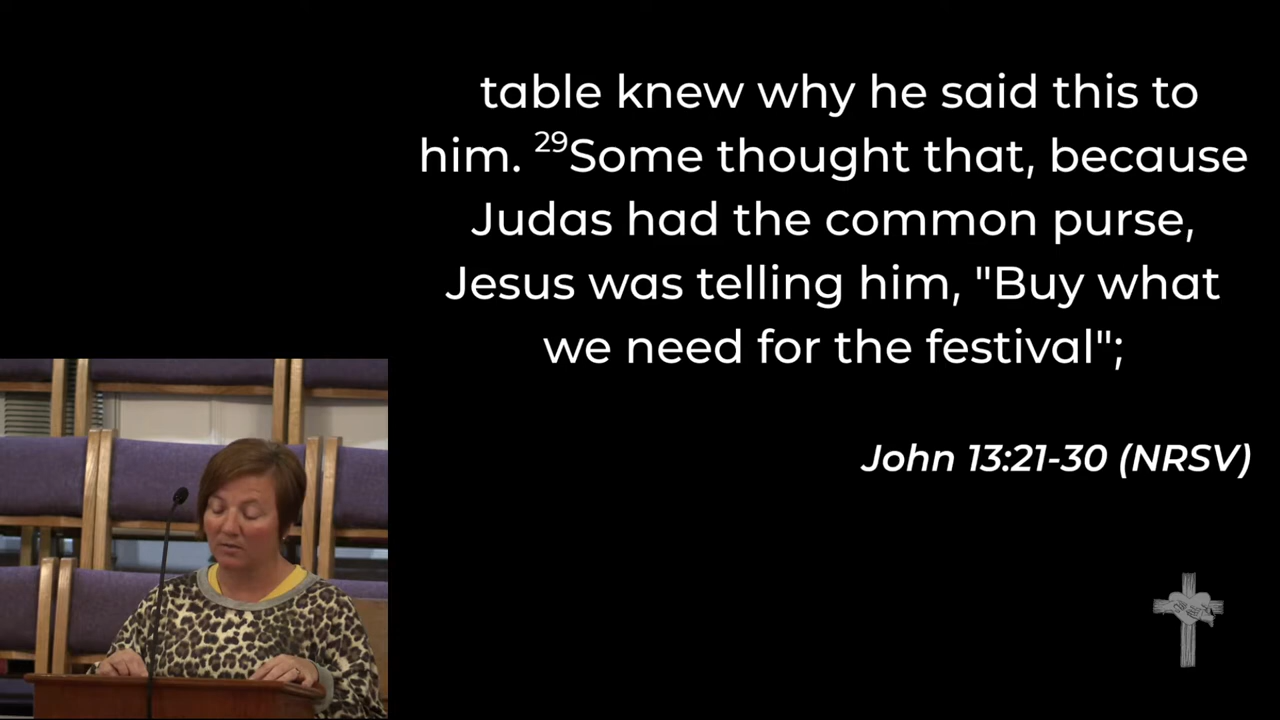 table knew why he said this to
him. ²⁹Some thought that, because
Judas had the common purse,
Jesus was telling him, "Buy what
we need for the festival";
John 13:21-30 (NRSV)